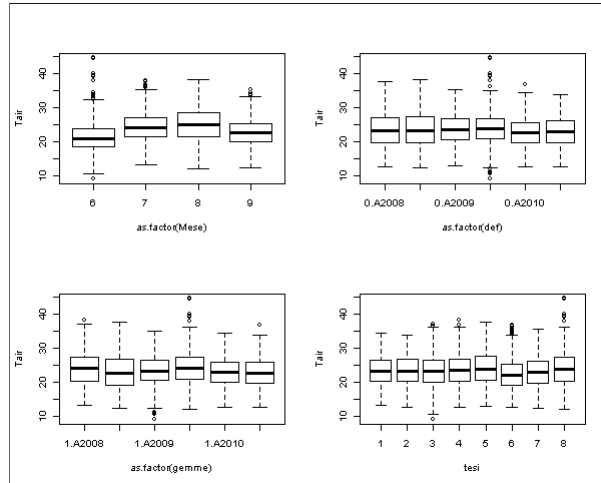 Tair
10 20 30 40
6 7 8 9
as.factor(Mese)
Tair
10 20 30 40
0.A2008 0.A2009 0.A2010
as.factor(def)
Tair
10 20 30 40
1.A2008 1.A2009 1.A2010
as.factor(gemme)
Tair
10 20 30 40
1 2 3 4 5 6 7 8
tesi